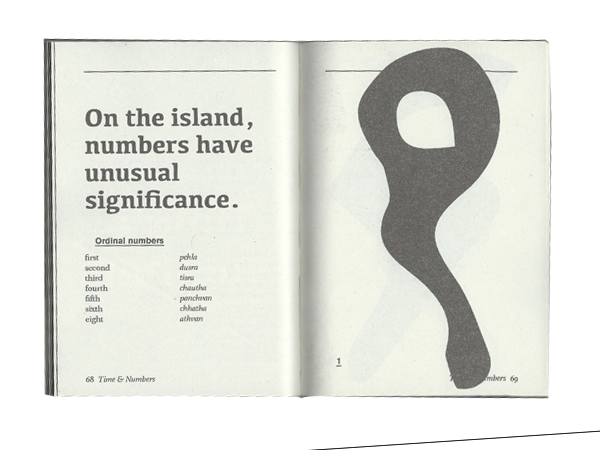 On the island,
numbers have
unusual
significance.
Ordinal numbers
first pehla
second dusra
third tisra
fourth chautha
fifth panchvan
sixth chhatha
eight athvan
68 Time & Numbers
1
69